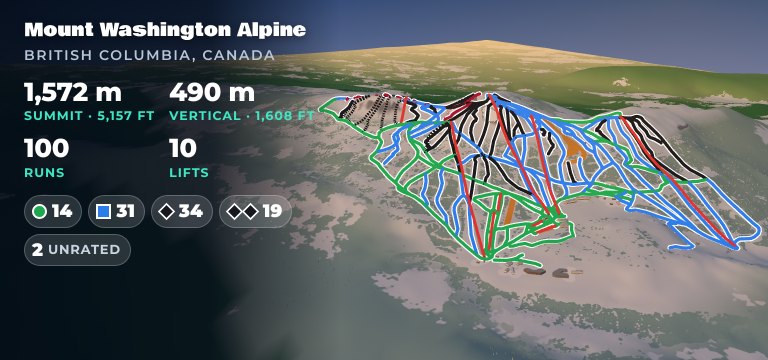 Mount Washington Alpine
BRITISH COLUMBIA, CANADA
1,572 m 490 m
SUMMIT · 5,157 FT VERTICAL · 1,608 FT
100 10
RUNS LIFTS
14 31 34 19
2 UNRATED